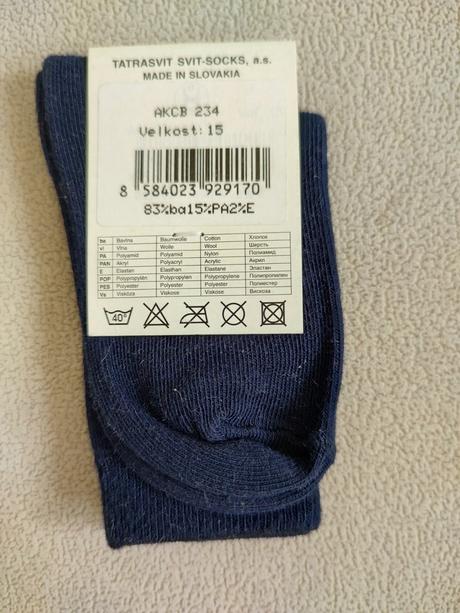 TATRASVIT SVIT-SOCKS, a.s.
MADE IN SLOVAKIA
AKCB 234
Velkost: 15
8 584023 929170
83%ba15%PA2%E
ba Bavlna Baumwolle Cotton Хлопок
vl Vlna Wolle Wool Шерсть
PA Polyamid Polyamid Nylon Полиамид
PAN Akryl Polyacryl Acrylic Акрил
E Elastan Elasthan Elastane Эластан
POP Polypropylén Polypropylen Polypropylene Полипропилен
PES Polyester Polyester Polyester Полиэстер
Vs Viskóza Viskose Viskose Вискоза
40°